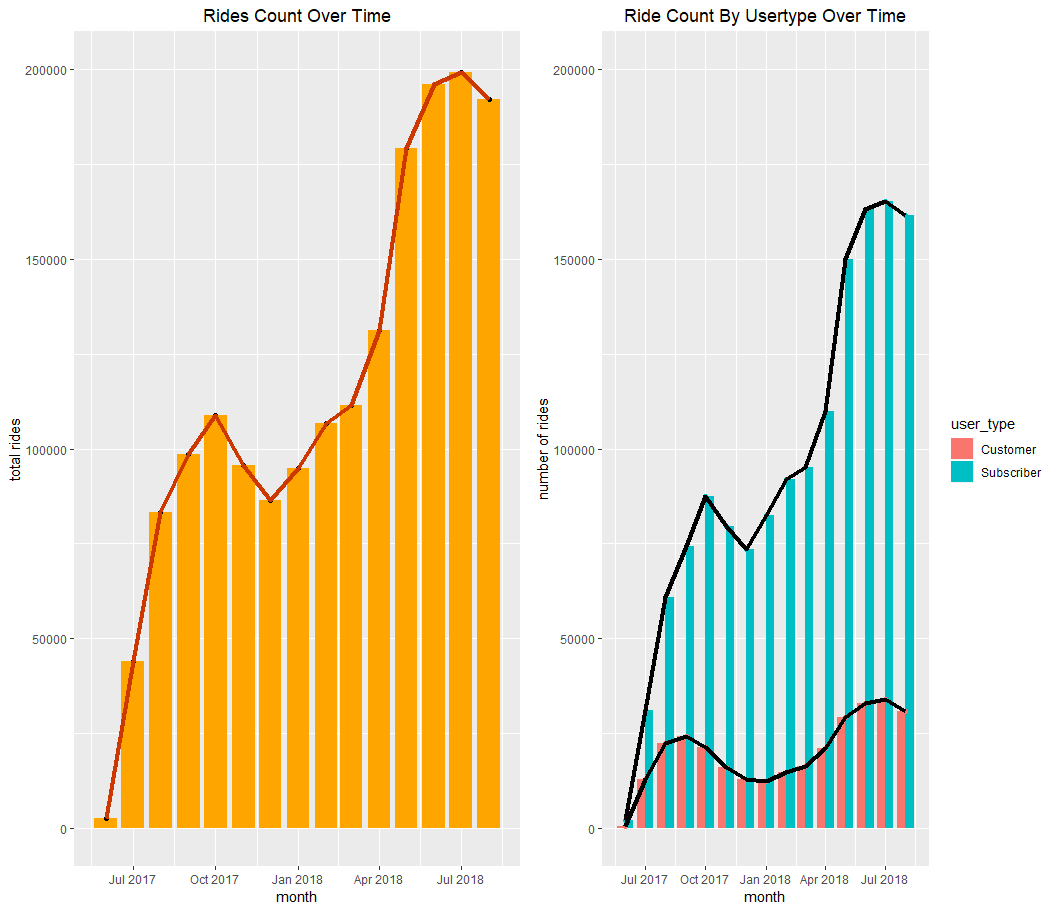 Rides Count Over Time
200000
150000
100000
50000
0
total rides
Jul 2017 Oct 2017 Jan 2018 Apr 2018 Jul 2018
month
Ride Count By Usertype Over Time
200000
150000
100000
50000
0
number of rides
Jul 2017 Oct 2017 Jan 2018 Apr 2018 Jul 2018
month
user_type
Customer
Subscriber